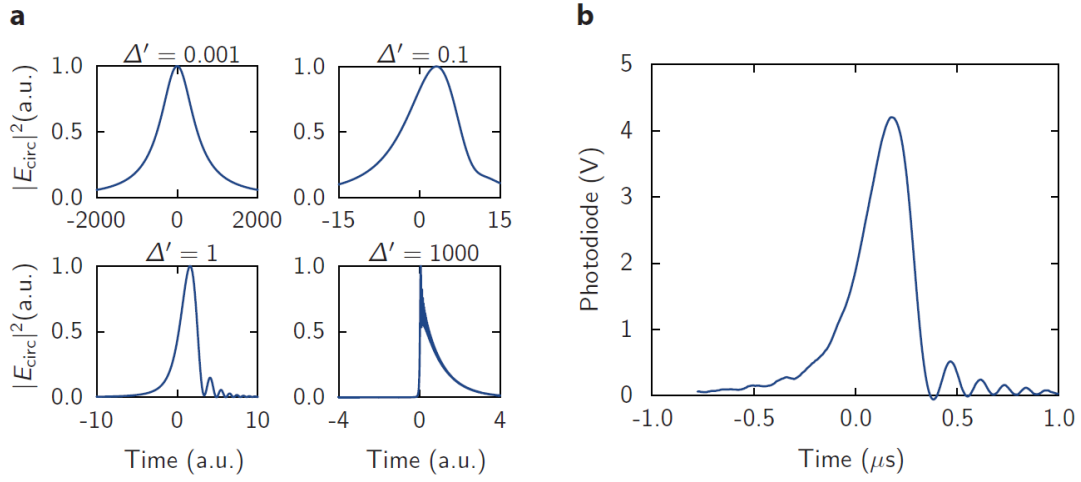 a
Δ′ = 0.001
Δ′ = 0.1
|E_circ|²(a.u.)
1.0
0.5
0.0
-2000
0
2000
1.0
0.5
0.0
-15
0
15
Δ′ = 1
Δ′ = 1000
|E_circ|²(a.u.)
1.0
0.5
0.0
-10
0
10
Time (a.u.)
1.0
0.5
0.0
-4
0
4
Time (a.u.)
b
Photodiode (V)
5
4
3
2
1
0
-1.0
-0.5
0.0
0.5
1.0
Time (μs)